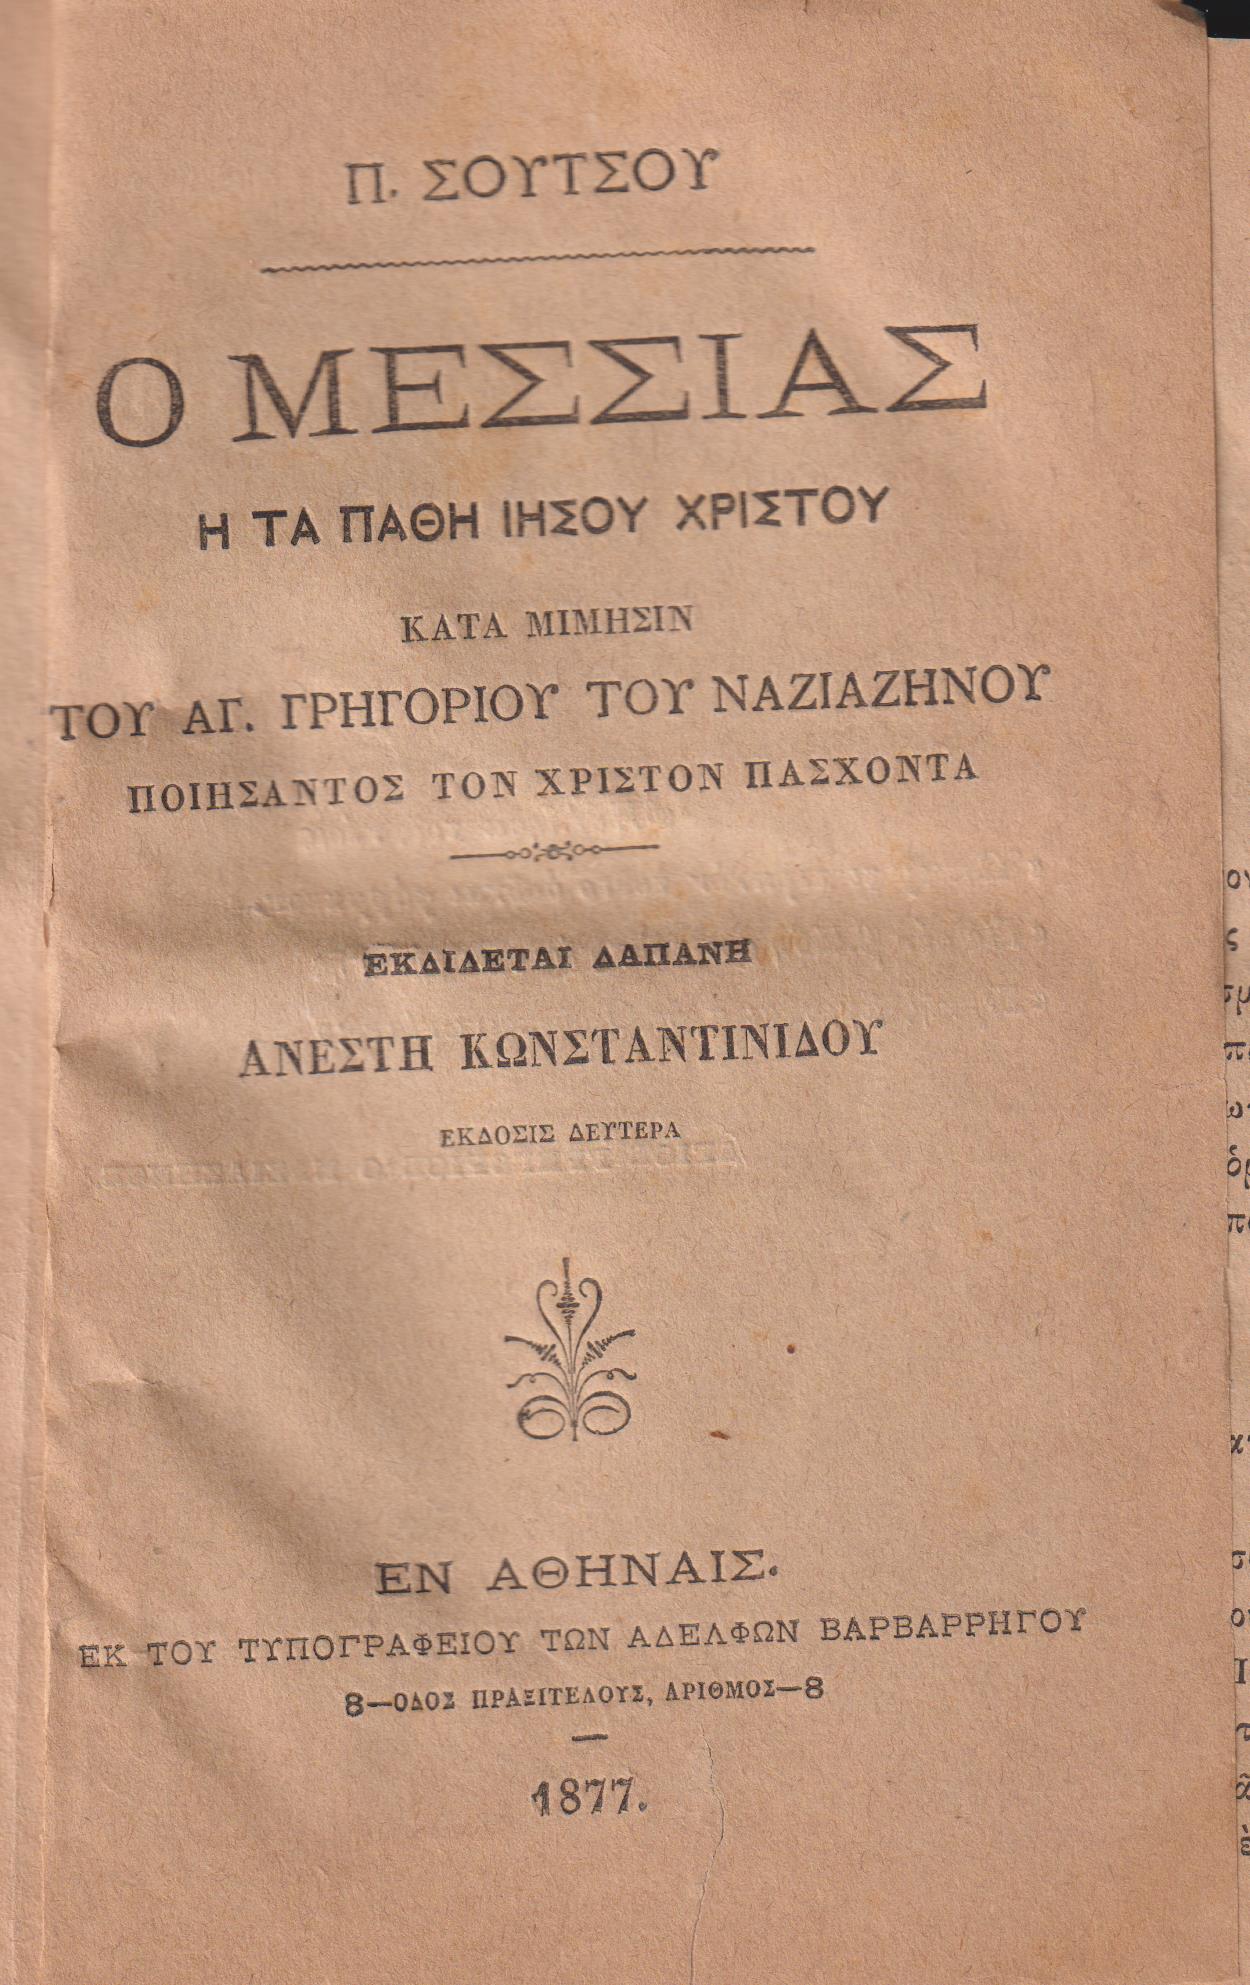 Π. ΣΟΥΤΣΟΥ
Ο ΜΕΣΣΙΑΣ
Η ΤΑ ΠΑΘΗ ΙΗΣΟΥ ΧΡΙΣΤΟΥ
ΚΑΤΑ ΜΙΜΗΣΙΝ
ΤΟΥ ΑΓ. ΓΡΗΓΟΡΙΟΥ ΤΟΥ ΝΑΖΙΑΖΗΝΟΥ
ΠΟΙΗΣΑΝΤΟΣ ΤΟΝ ΧΡΙΣΤΟΝ ΠΑΣΧΟΝΤΑ
ΕΚΔΙΔΕΤΑΙ ΔΑΠΑΝΗ
ΑΝΕΣΤΗ ΚΩΝΣΤΑΝΤΙΝΙΔΟΥ
ΕΚΔΟΣΙΣ ΔΕΥΤΕΡΑ
ΕΝ ΑΘΗΝΑΙΣ.
ΕΚ ΤΟΥ ΤΥΠΟΓΡΑΦΕΙΟΥ ΤΩΝ ΑΔΕΛΦΩΝ ΒΑΡΒΑΡΡΗΓΟΥ
8—ΟΔΟΣ ΠΡΑΞΙΤΕΛΟΥΣ, ΑΡΙΘΜΟΣ—8
1877.